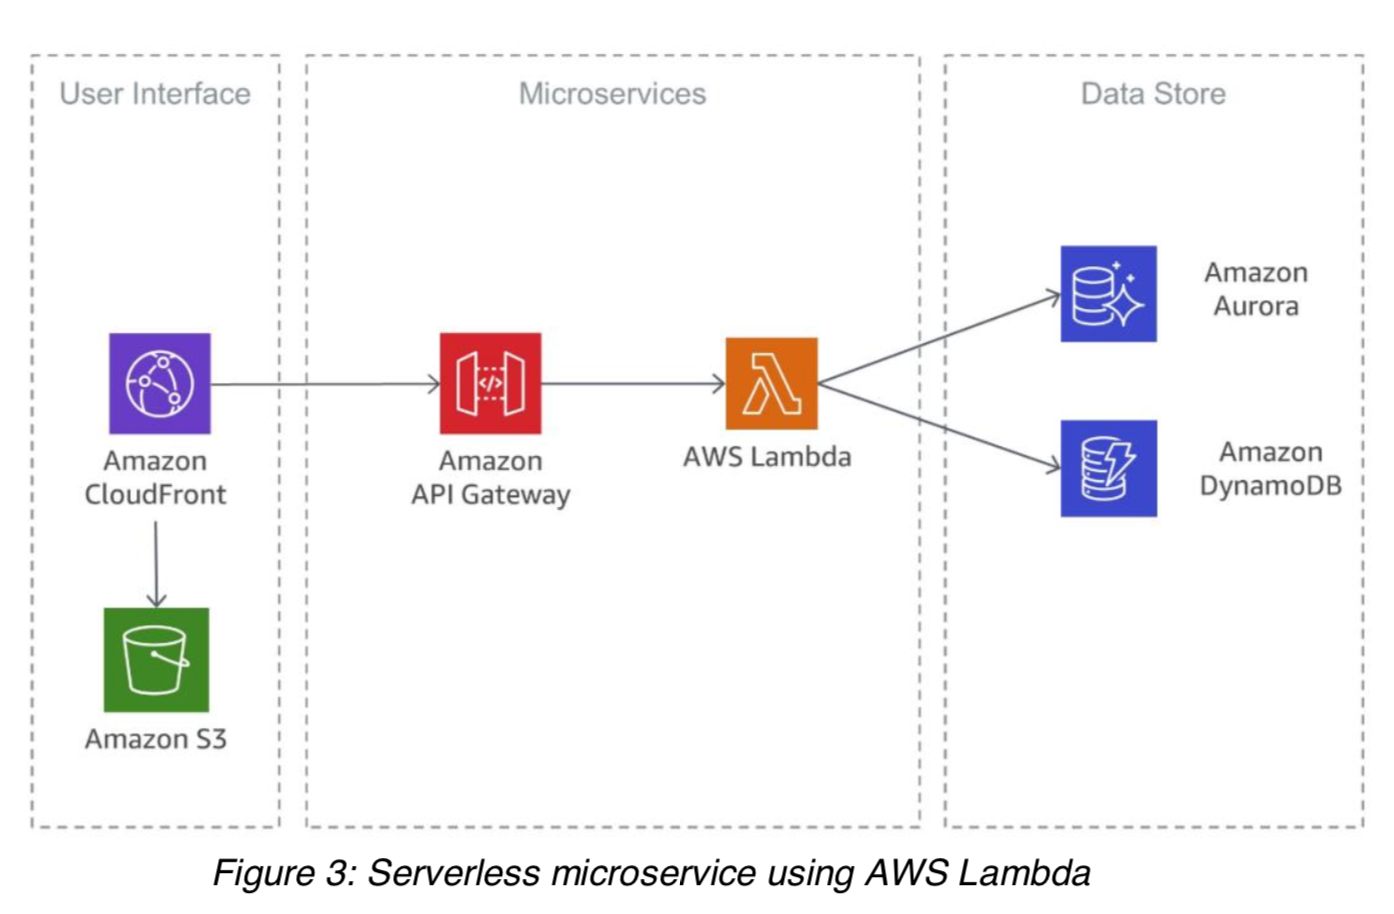 User Interface
Microservices
Data Store
Amazon
CloudFront
Amazon S3
Amazon
API Gateway
</>
AWS Lambda
Amazon
Aurora
Amazon
DynamoDB
Figure 3: Serverless microservice using AWS Lambda